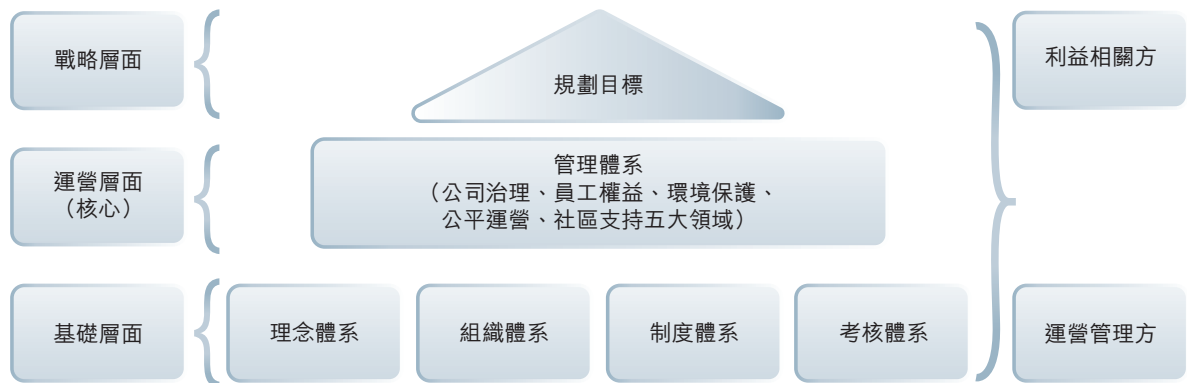 戰略層面
規劃目標
利益相關方
運營層面
（核心）
管理體系
（公司治理、員工權益、環境保護、
公平運營、社區支持五大領域）
基礎層面
理念體系
組織體系
制度體系
考核體系
運營管理方